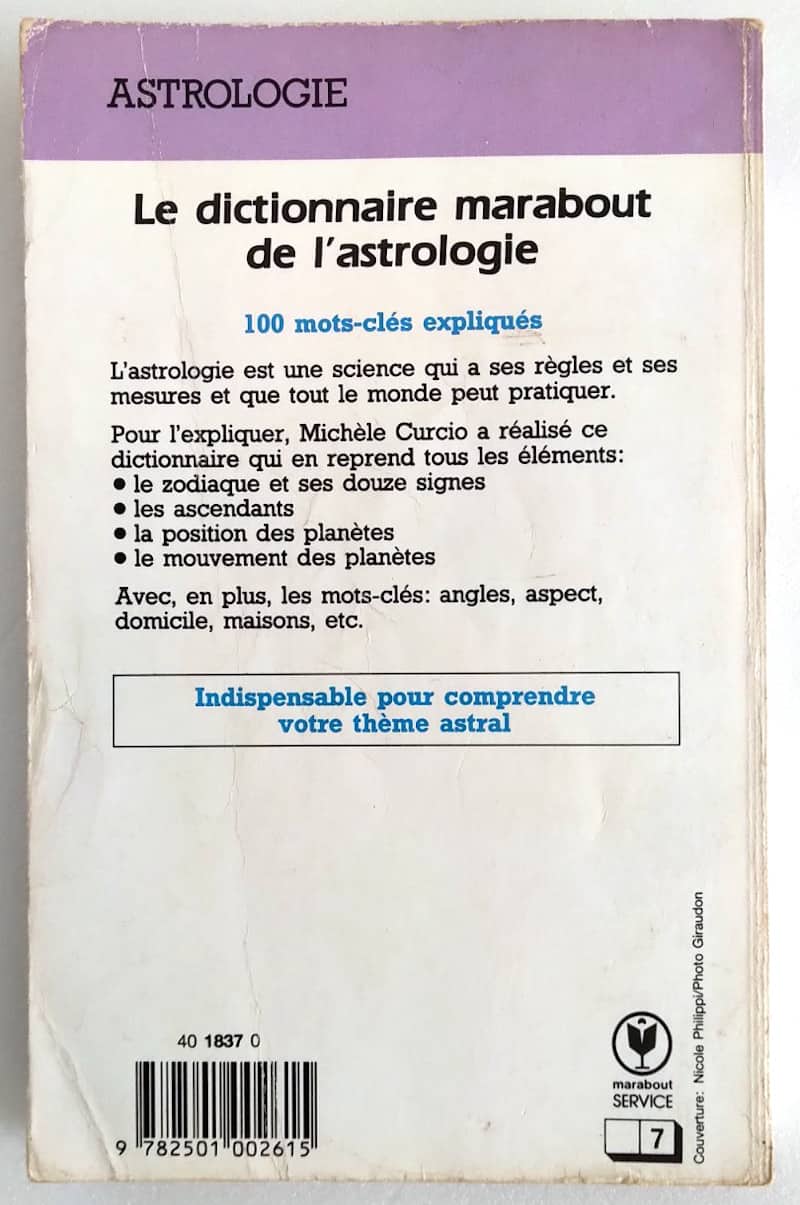 ASTROLOGIE
Le dictionnaire marabout
de l'astrologie
100 mots-clés expliqués
L'astrologie est une science qui a ses règles et ses
mesures et que tout le monde peut pratiquer.
Pour l'expliquer, Michèle Curcio a réalisé ce
dictionnaire qui en reprend tous les éléments:
● le zodiaque et ses douze signes
● les ascendants
● la position des planètes
● le mouvement des planètes
Avec, en plus, les mots-clés: angles, aspect,
domicile, maisons, etc.
Indispensable pour comprendre
votre thème astral
40 1837 0
9 782501 002615
marabout
SERVICE
7
Couverture: Nicole Philippi/Photo Giraudon